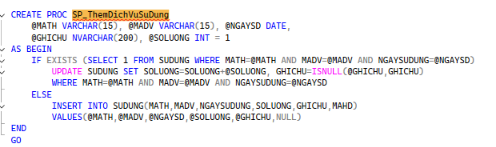 CREATE PROC SP_ThemDichVuSuDung
@MATH VARCHAR(15), @MADV VARCHAR(15), @NGAYSD DATE,
@GHICHU NVARCHAR(200), @SOLUONG INT = 1
AS BEGIN
IF EXISTS (SELECT 1 FROM SUDUNG WHERE MATH=@MATH AND MADV=@MADV AND NGAYSUDUNG=@NGAYSD)
UPDATE SUDUNG SET SOLUONG=SOLUONG+@SOLUONG, GHICHU=ISNULL(@GHICHU,GHICHU)
WHERE MATH=@MATH AND MADV=@MADV AND NGAYSUDUNG=@NGAYSD
ELSE
INSERT INTO SUDUNG(MATH,MADV,NGAYSUDUNG,SOLUONG,GHICHU,MAHD)
VALUES(@MATH,@MADV,@NGAYSD,@SOLUONG,@GHICHU,NULL)
END
GO